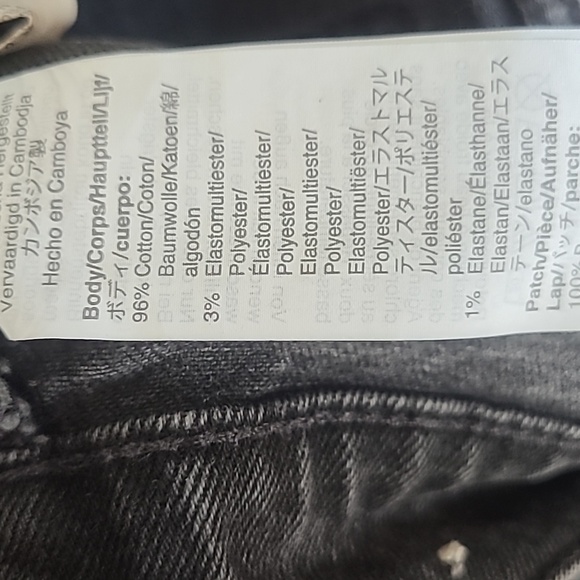 Vervaardigd in Cambodja
カンボジア製
Hecho en Camboya
Body/Corps/Hauptteil/Lijf/
ボディ/cuerpo:
96% Cotton/Coton/
Baumwolle/Katoen/綿/
algodón
3% Elastomultiester/
Polyester/
Élastomultiester/
Polyester/
Elastomultiester/
Polyester/
Elastomultiëster/
Polyester/エラストマル
ティスター/ポリエステ
ル/elastomultiéster/
poliéster
1% Elastane/Élasthanne/
Elastan/Elastaan/エラス
テーン/elastano
Patch/Pièce/Aufnäher/
Lap/パッチ/parche:
100%